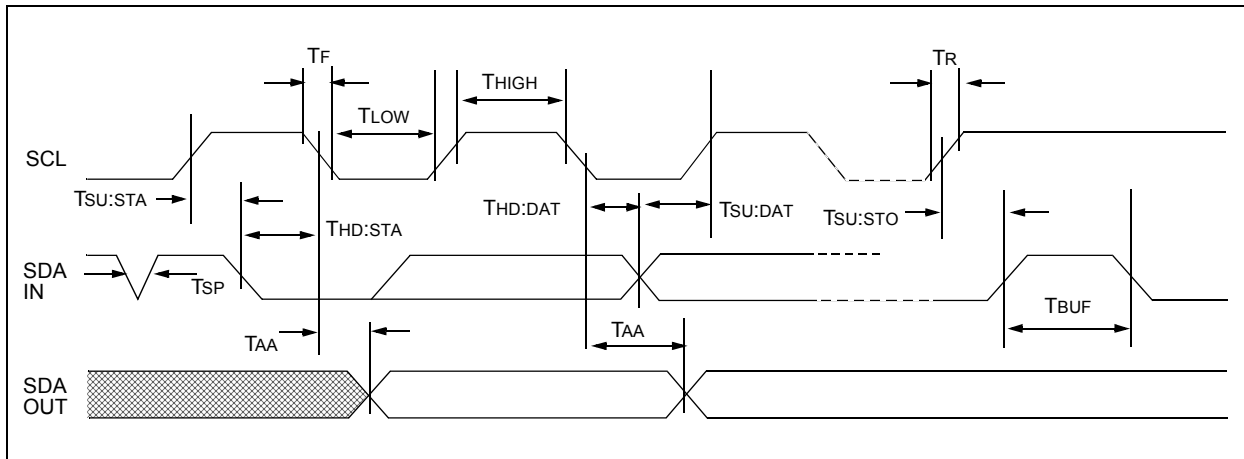 TF
TR
THIGH
TLOW
SCL
TSU:STA
THD:DAT
TSU:DAT
TSU:STO
THD:STA
SDA
IN
TSP
TBUF
TAA
TAA
SDA
OUT